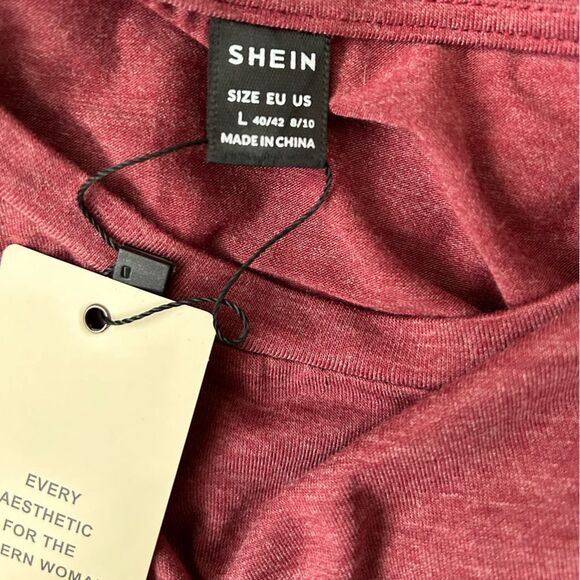 SHEIN
SIZE EU US
L 40/42 8/10
MADE IN CHINA
EVERY
AESTHETIC
FOR THE
ERN WOMA